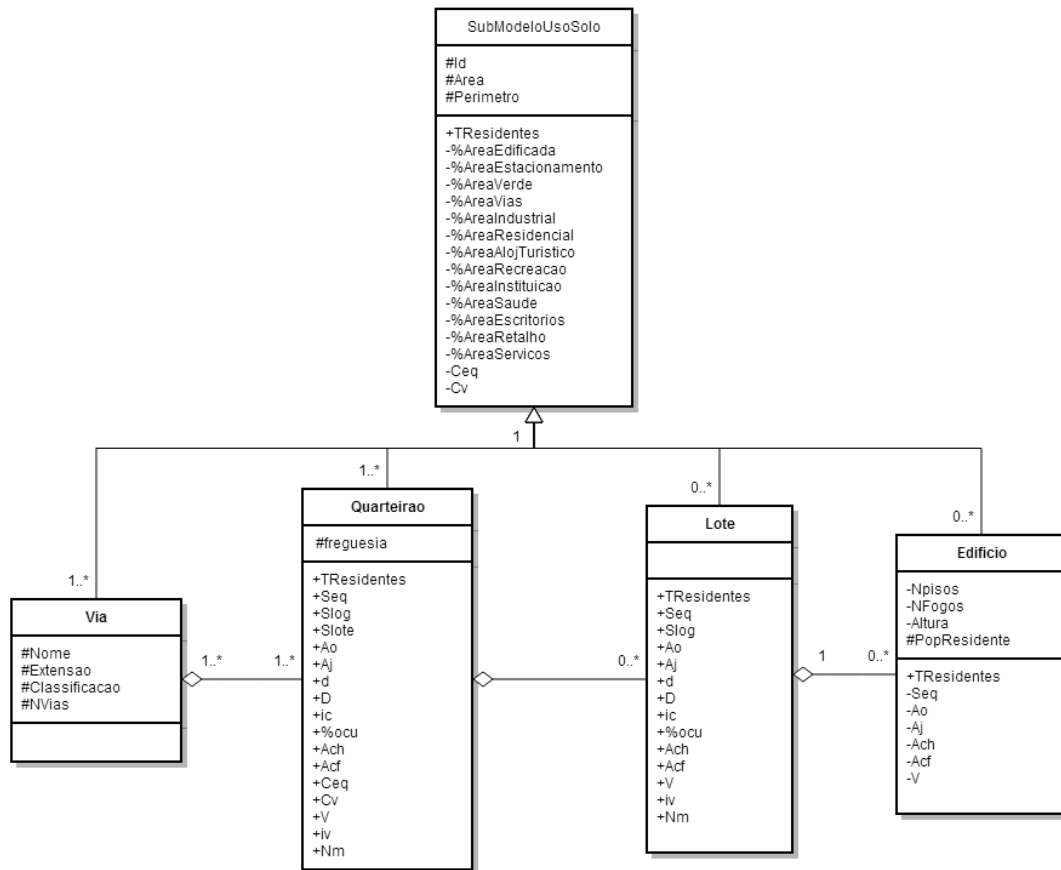 SubModeloUsoSolo
#Id
#Area
#Perimetro
+TResidentes
-%AreaEdificada
-%AreaEstacionamento
-%AreaVerde
-%AreaVias
-%AreaIndustrial
-%AreaResidencial
-%AreaAlojTuristico
-%AreaRecreacao
-%AreaInstituicao
-%AreaSaude
-%AreaEscritorios
-%AreaRetalho
-%AreaServicos
-Ceq
-Cv
1
1..*
1..*
0..*
0..*
Via
#Nome
#Extensao
#Classificacao
#NVias
1..*
1..*
Quarteirao
#freguesia
+TResidentes
+Seq
+Slog
+Slote
+Ao
+Aj
+d
+D
+ic
+%ocu
+Ach
+Acf
+Ceq
+Cv
+V
+iv
+Nm
0..*
Lote
+TResidentes
+Seq
+Slog
+Ao
+Aj
+d
+D
+ic
+%ocu
+Ach
+Acf
+V
+iv
+Nm
1
0..*
Edificio
-Npisos
-NFogos
-Altura
#PopResidente
+TResidentes
-Seq
-Ao
-Aj
-Ach
-Acf
-V